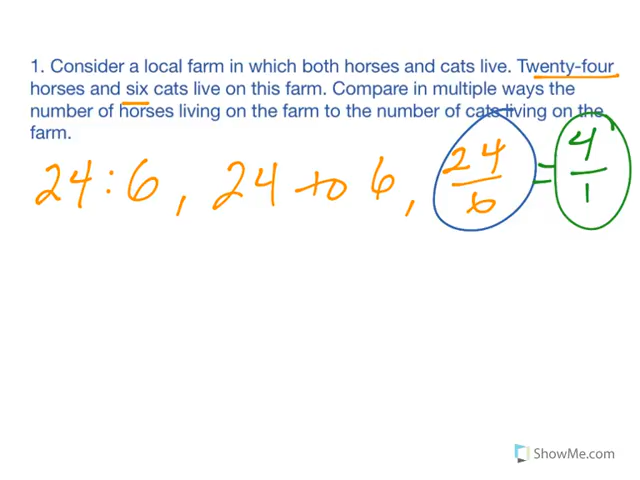 1. Consider a local farm in which both horses and cats live. Twenty-four
horses and six cats live on this farm. Compare in multiple ways the
number of horses living on the farm to the number of cats living on the
farm.
24:6, 24 to 6, 24/6 = 4/1
ShowMe.com